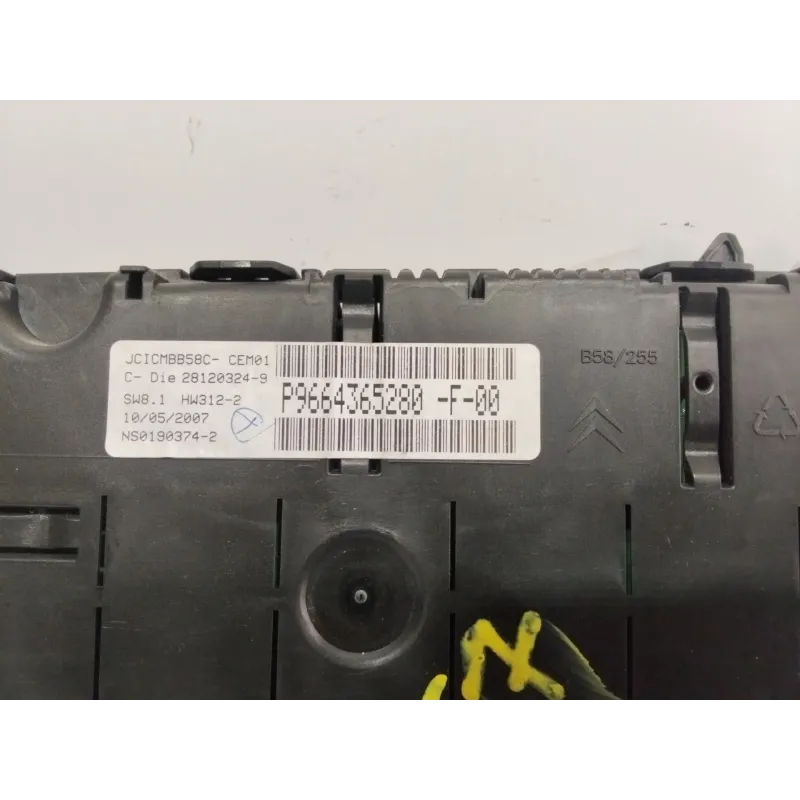 JCICMBB58C- CEM01
C- Die 28120324-9
SW8.1 HW312-2
10/05/2007
NS0190374-2
P9664365280 -F-00
B58/255